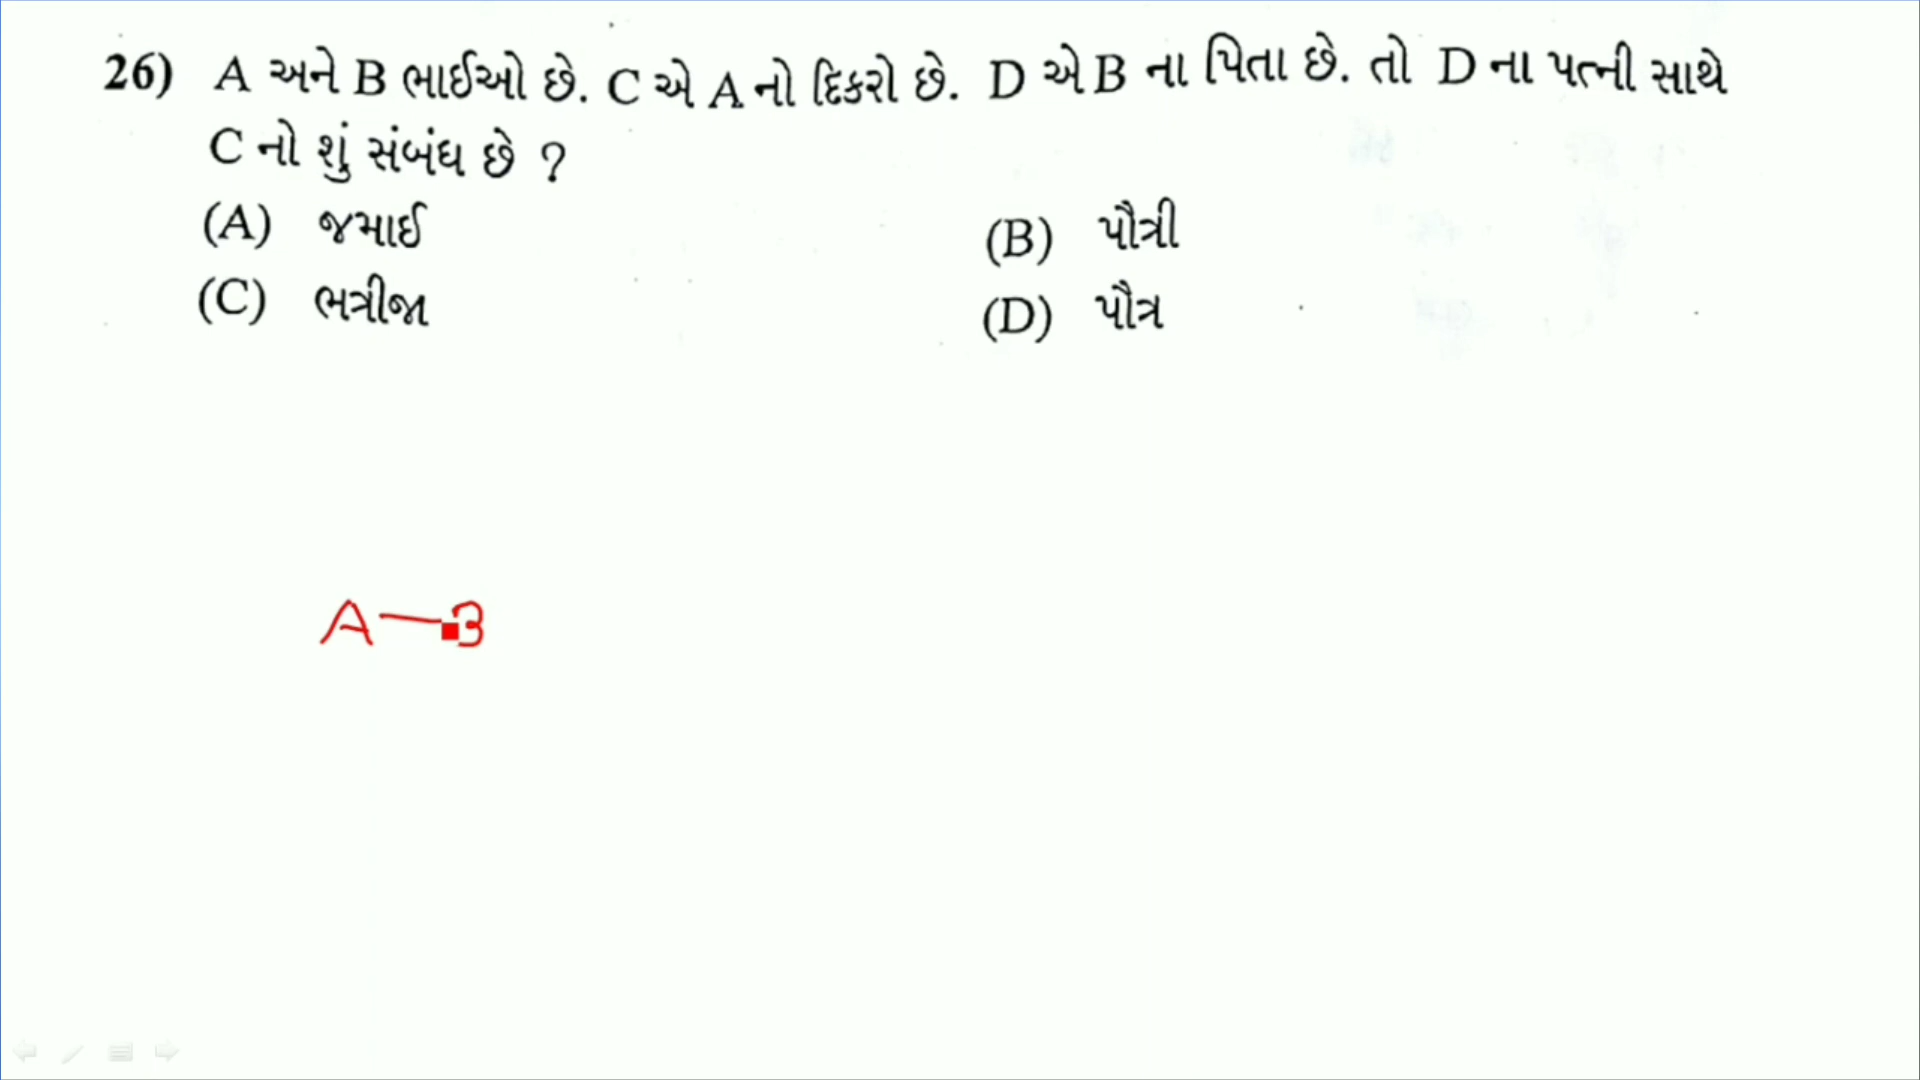 26) A અને B ભાઈઓ છે. C એ A નો દિકરો છે. D એ B ના પિતા છે. તો D ના પત્ની સાથે
C નો શું સંબંધ છે ?
(A) જમાઈ (B) પૌત્રી
(C) ભત્રીજા (D) પૌત્ર
A — B